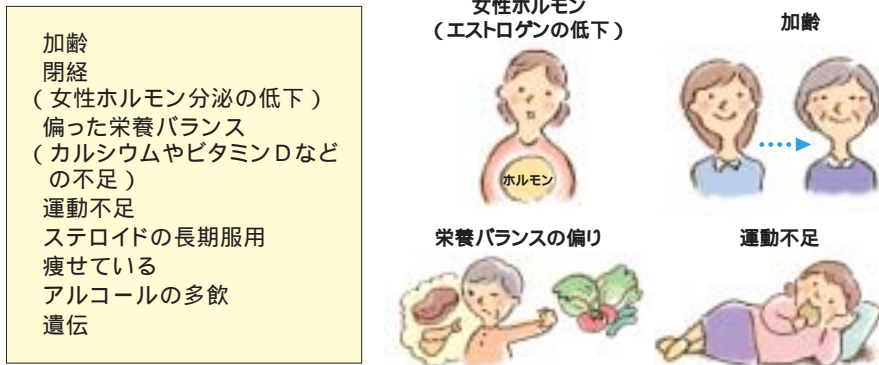 加齢
閉経
(女性ホルモン分泌の低下)
偏った栄養バランス
(カルシウムやビタミンDなど
の不足)
運動不足
ステロイドの長期服用
痩せている
アルコールの多飲
遺伝
女性ホルモン
(エストロゲンの低下)
ホルモン
加齢
栄養バランスの偏り
運動不足